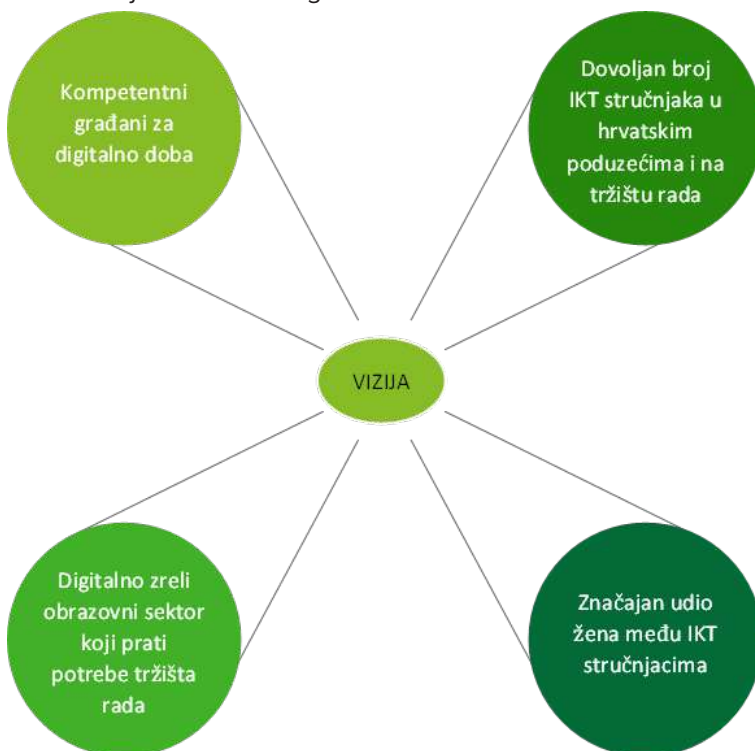 Kompetentni
građani za
digitalno doba
Dovoljan broj
IKT stručnjaka u
hrvatskim
poduzećima i na
tržištu rada
VIZIJA
Digitalno zreli
obrazovni sektor
koji prati
potrebe tržišta
rada
Značajan udio
žena među IKT
stručnjacima